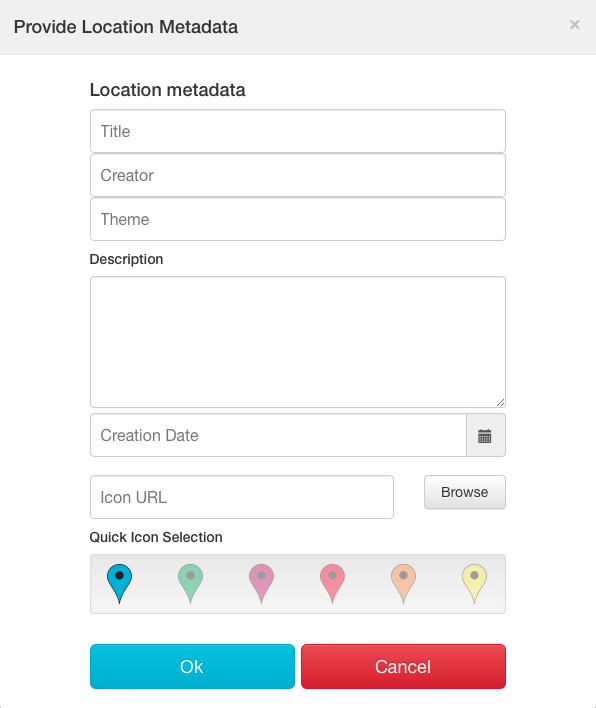 Provide Location Metadata ×
Location metadata
Title
Creator
Theme
Description
Creation Date
Icon URL
Browse
Quick Icon Selection
Ok
Cancel